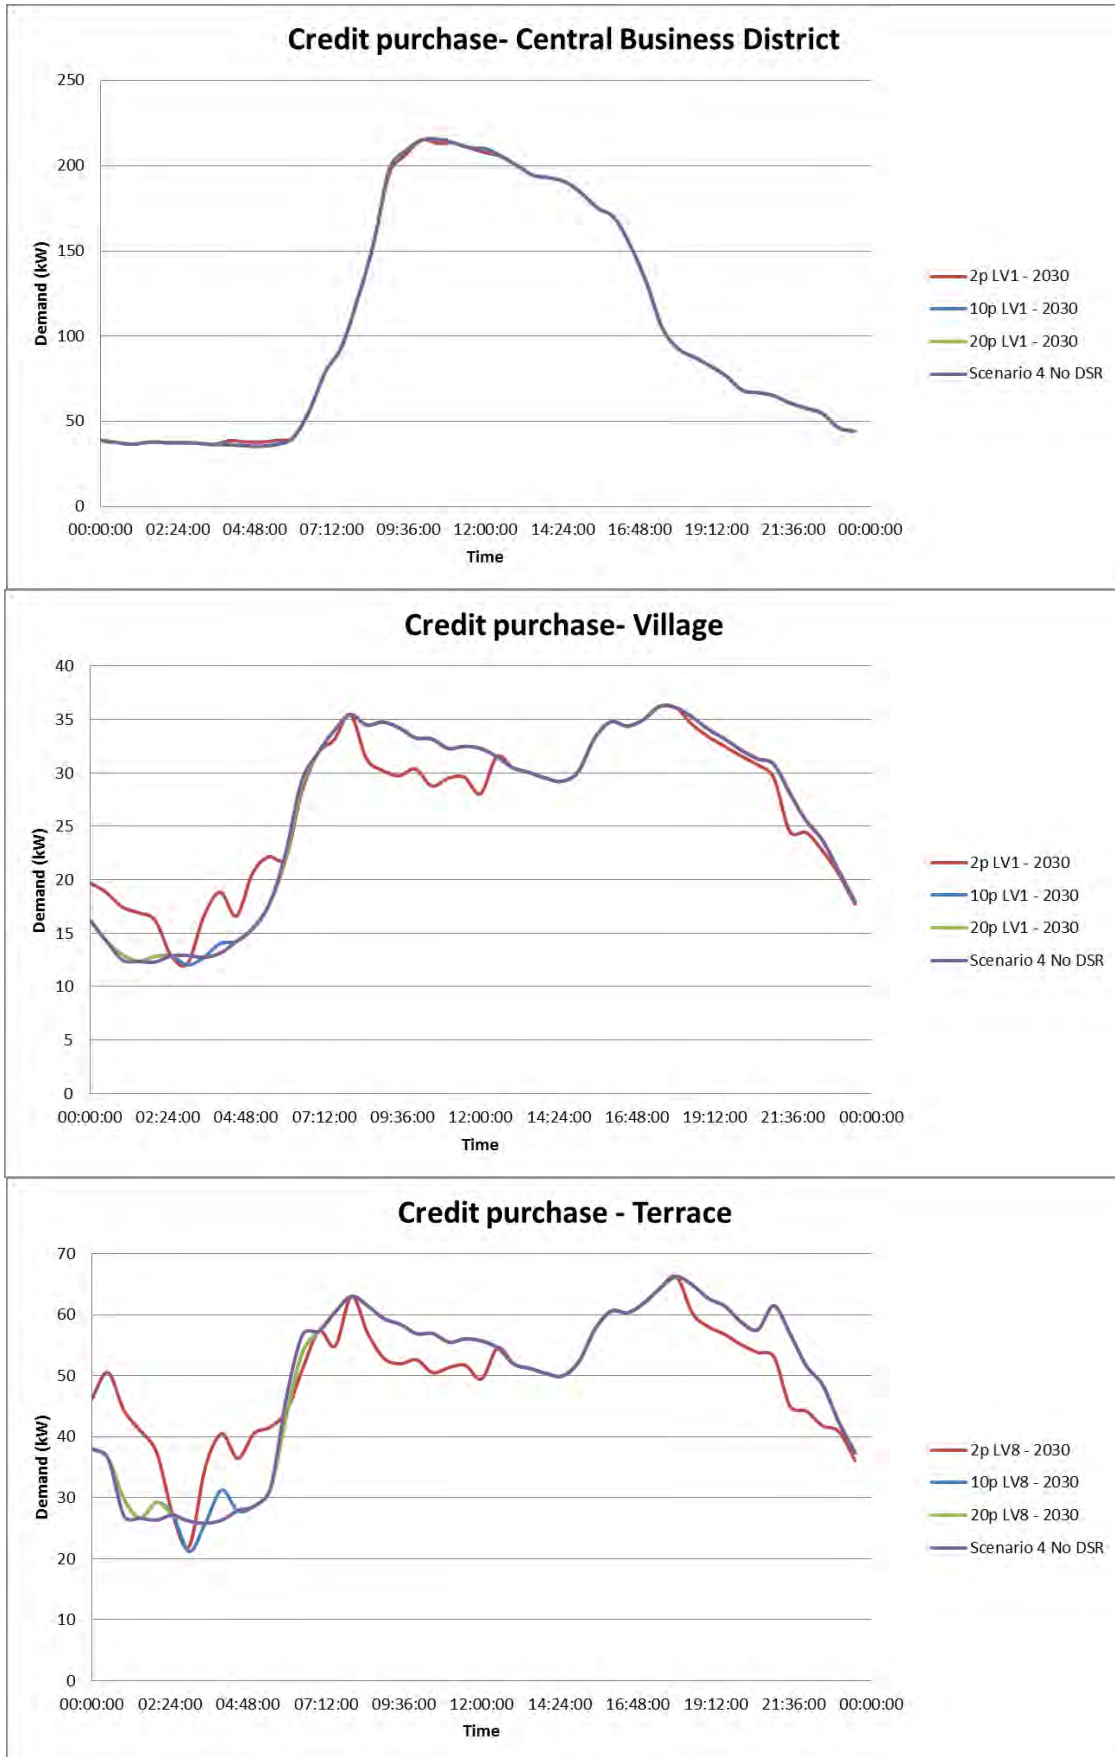 Credit purchase- Central Business District
250
200
150
100
50
0
Demand (kW)
00:00:00 02:24:00 04:48:00 07:12:00 09:36:00 12:00:00 14:24:00 16:48:00 19:12:00 21:36:00 00:00:00
Time
2p LV1 - 2030
10p LV1 - 2030
20p LV1 - 2030
Scenario 4 No DSR
Credit purchase- Village
40
35
30
25
20
15
10
5
0
Demand (kW)
00:00:00 02:24:00 04:48:00 07:12:00 09:36:00 12:00:00 14:24:00 16:48:00 19:12:00 21:36:00 00:00:00
Time
2p LV1 - 2030
10p LV1 - 2030
20p LV1 - 2030
Scenario 4 No DSR
Credit purchase - Terrace
70
60
50
40
30
20
10
0
Demand (kW)
00:00:00 02:24:00 04:48:00 07:12:00 09:36:00 12:00:00 14:24:00 16:48:00 19:12:00 21:36:00 00:00:00
Time
2p LV8 - 2030
10p LV8 - 2030
20p LV8 - 2030
Scenario 4 No DSR